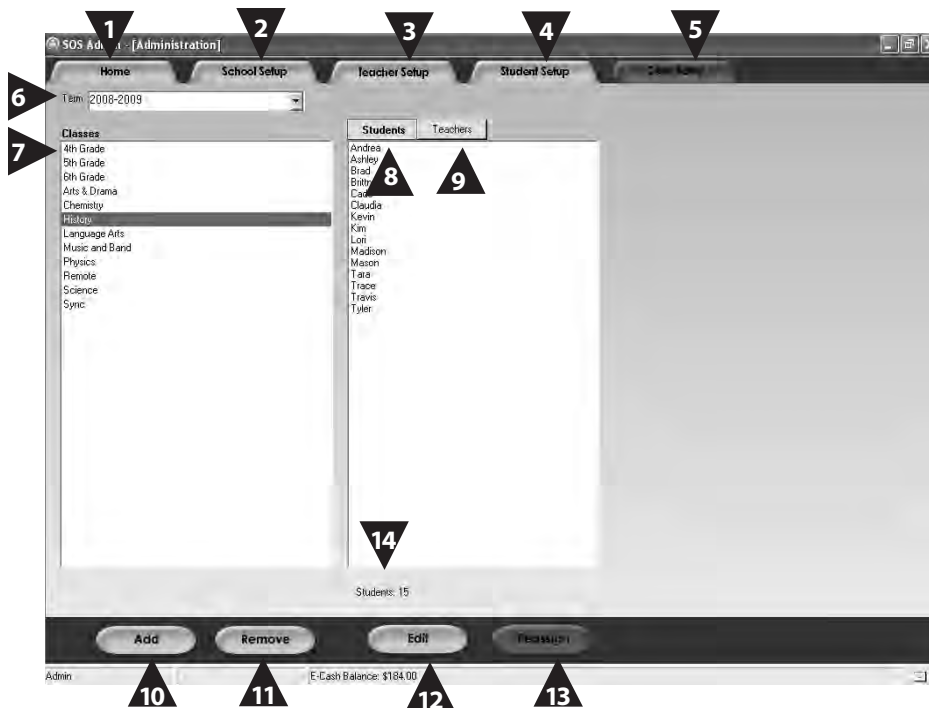 1 2 3 4 5
SOS Admin - [Administration]
Home School Setup Teacher Setup Student Setup
6 Term 2008-2009
Classes Students Teachers
7 4th Grade Andrea
5th Grade Ashley
6th Grade Brad
Arts & Drama
Chemistry Claudia
History Kevin
Language Arts Kim
Music and Band Lori
Physics Madison
Remote Mason
Science Tara
Sync Trace
Travis
Tyler
8 9
14
Students: 15
Add Remove Edit Reassign
Admin E-Cash Balance: $184.00
10 11 12 13